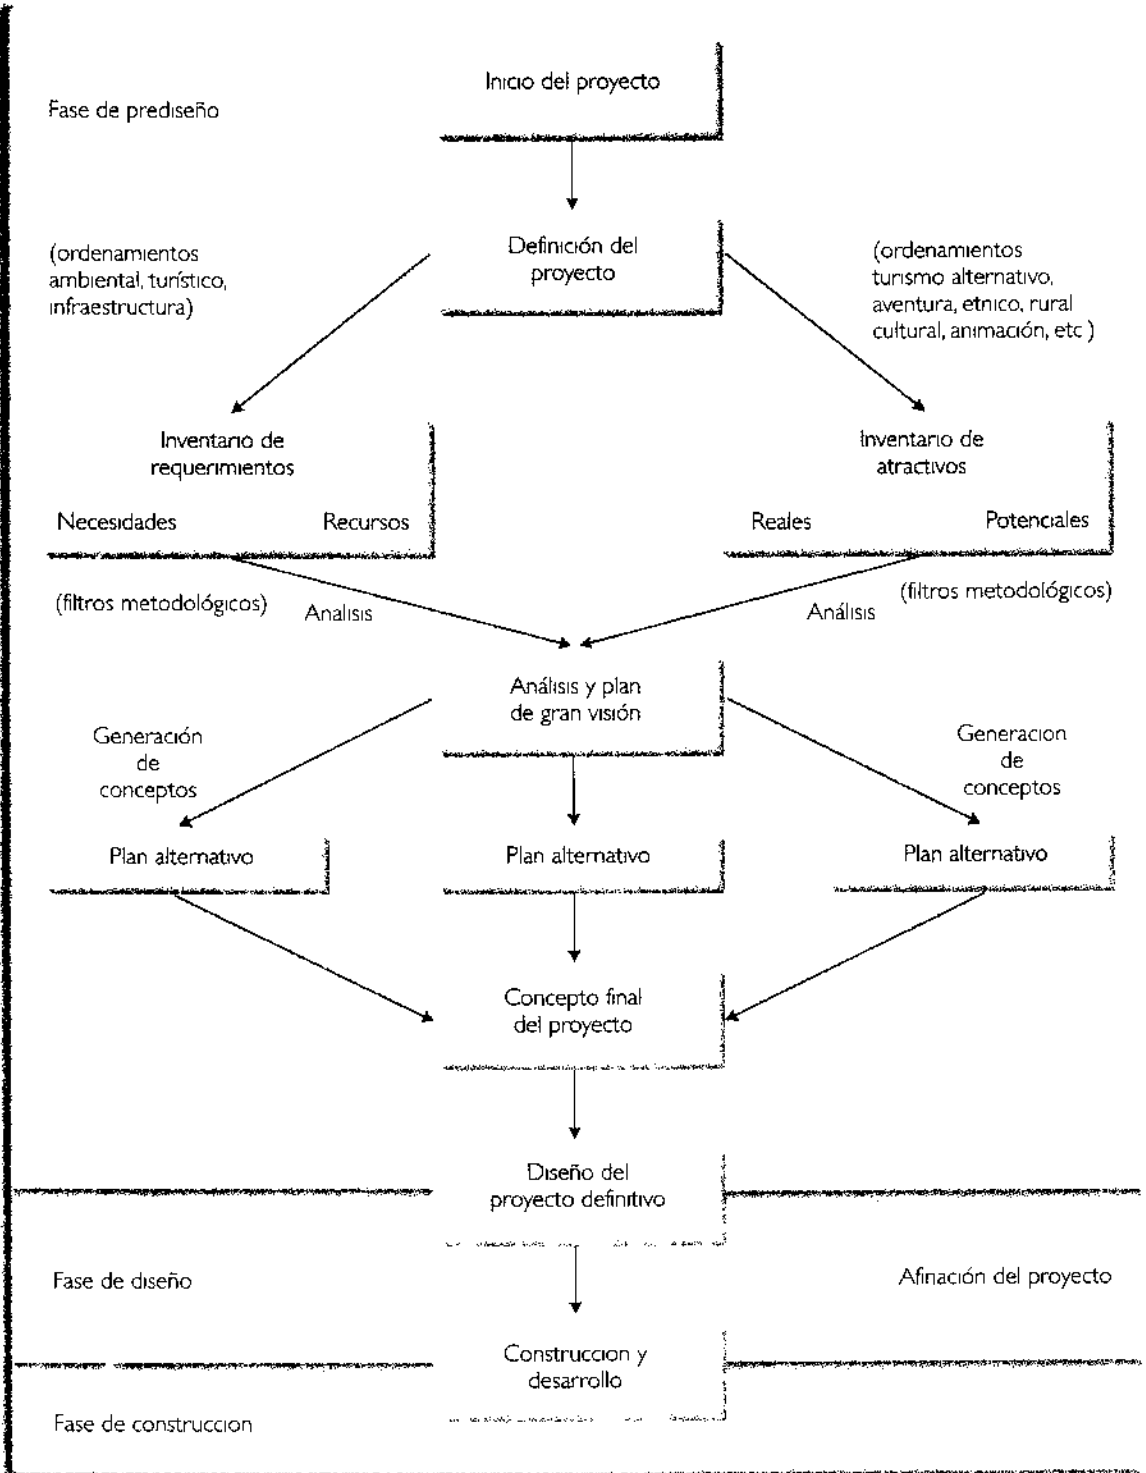 Inicio del proyecto
Fase de prediseño
Definición del
proyecto
(ordenamientos
ambiental, turístico,
infraestructura)
(ordenamientos
turismo alternativo,
aventura, etnico, rural
cultural, animación, etc )
Inventario de
requerimientos
Necesidades Recursos
Inventario de
atractivos
Reales Potenciales
(filtros metodológicos)
Analisis
Análisis
(filtros metodológicos)
Análisis y plan
de gran visión
Generación
de
conceptos
Generacion
de
conceptos
Plan alternativo
Plan alternativo
Plan alternativo
Concepto final
del proyecto
Diseño del
proyecto definitivo
Fase de diseño
Afinación del proyecto
Construccion y
desarrollo
Fase de construccion